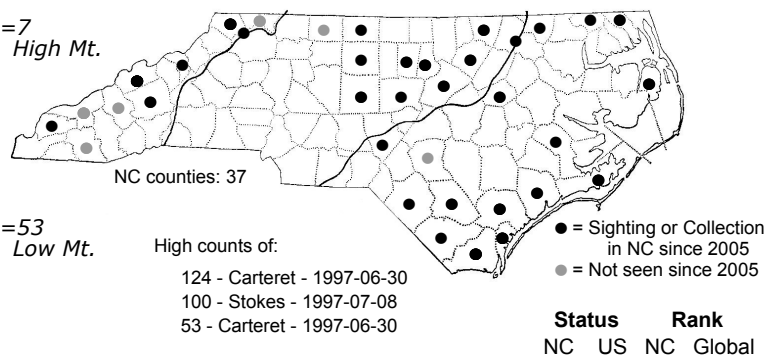 =7
High Mt.
NC counties: 37
=53
Low Mt.
High counts of:
124 - Carteret - 1997-06-30
100 - Stokes - 1997-07-08
53 - Carteret - 1997-06-30
= Sighting or Collection
in NC since 2005
= Not seen since 2005
Status Rank
NC US NC Global